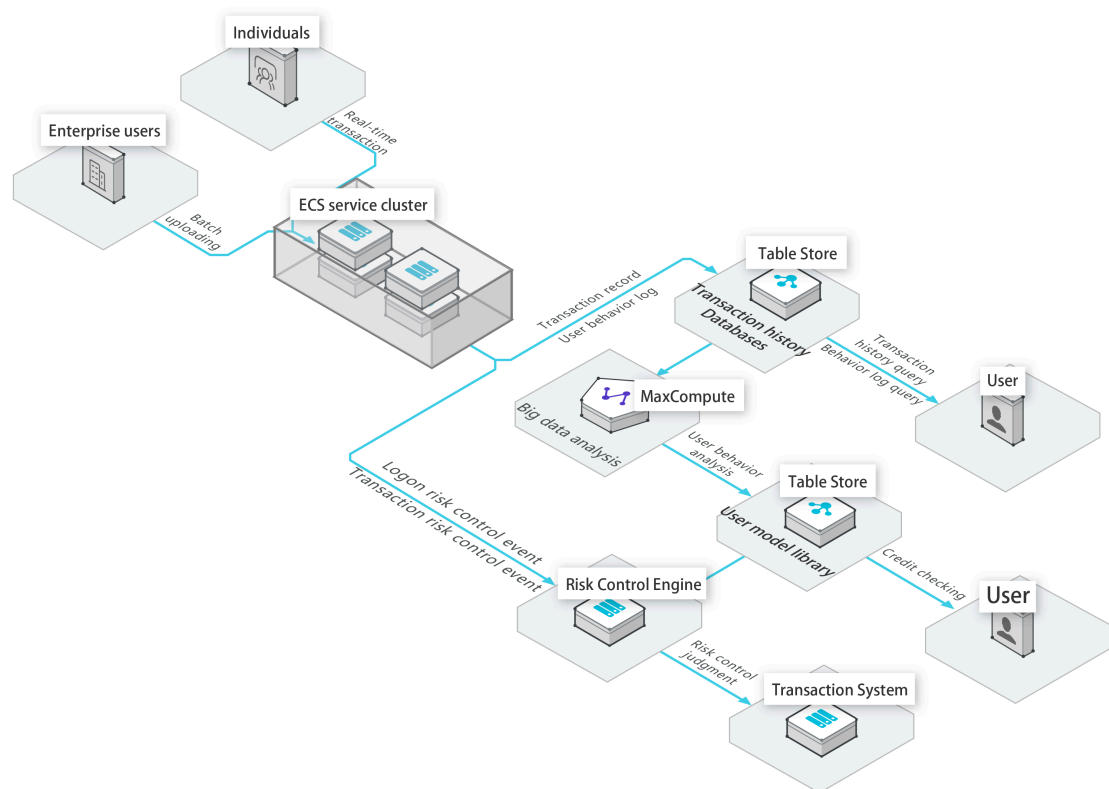 Individuals
Real-time
transaction
Enterprise users
Batch
uploading
ECS service cluster
Transaction record
User behavior log
Table Store
Transaction history
Databases
Transaction
history query
Behavior log query
User
MaxCompute
Big data analysis
User behavior
analysis
Table Store
User model library
Logon risk control event
Transaction risk control event
Risk Control Engine
Credit checking
User
Risk control
judgment
Transaction System